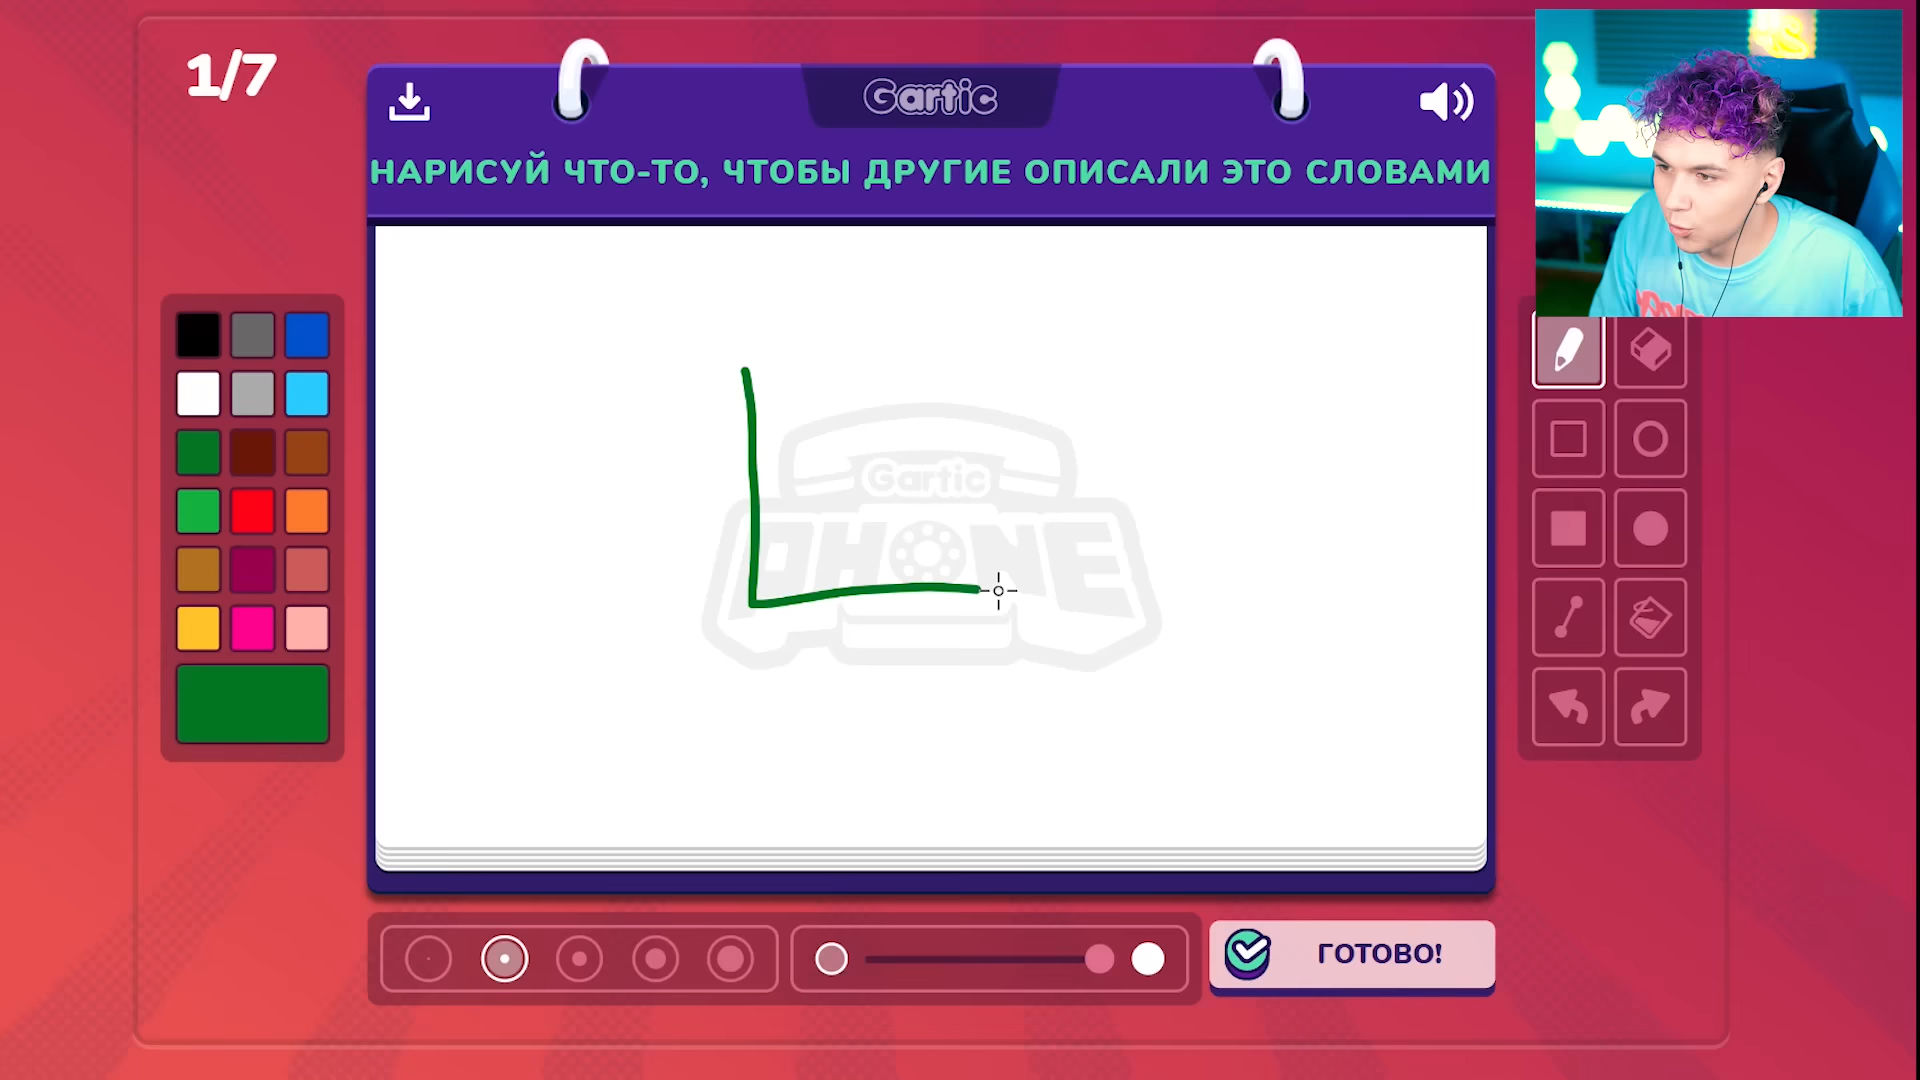 1/7
Gartic
НАРИСУЙ ЧТО-ТО, ЧТОБЫ ДРУГИЕ ОПИСАЛИ ЭТО СЛОВАМИ
Gartic
PHONE
ГОТОВО!